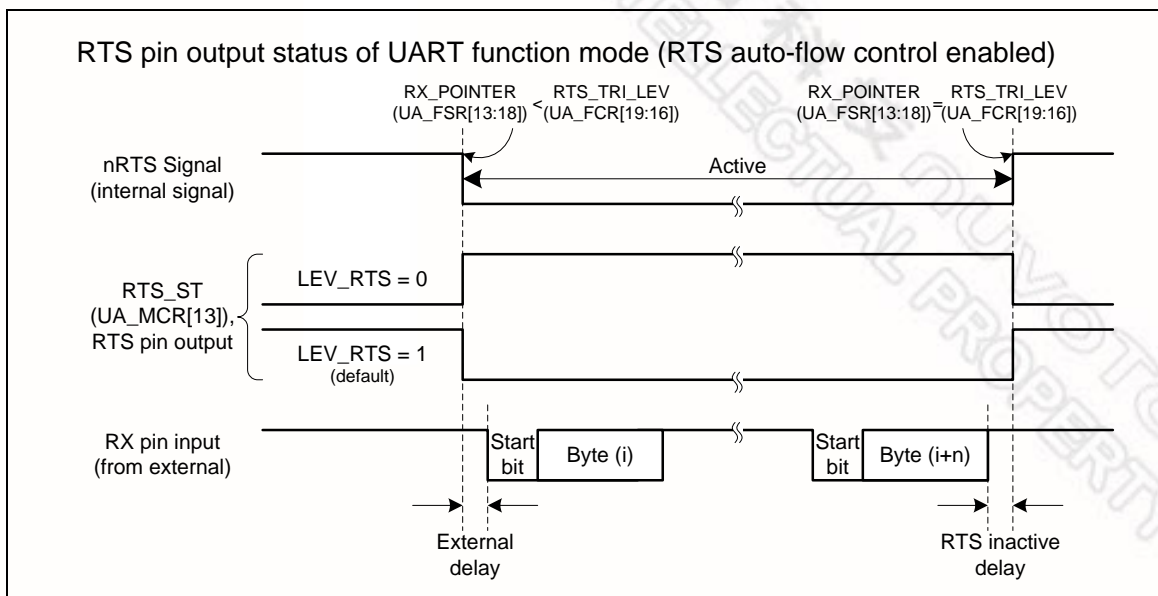 RTS pin output status of UART function mode (RTS auto-flow control enabled)
RX_POINTER
(UA_FSR[13:18])
<
RTS_TRI_LEV
(UA_FCR[19:16])
RX_POINTER
(UA_FSR[13:18])
=
RTS_TRI_LEV
(UA_FCR[19:16])
nRTS Signal
(internal signal)
Active
RTS_ST
(UA_MCR[13]),
RTS pin output
LEV_RTS = 0
LEV_RTS = 1
(default)
RX pin input
(from external)
Start
bit
Byte (i)
Start
bit
Byte (i+n)
External
delay
RTS inactive
delay
NUVOTO
LECTUAL PROPERTY